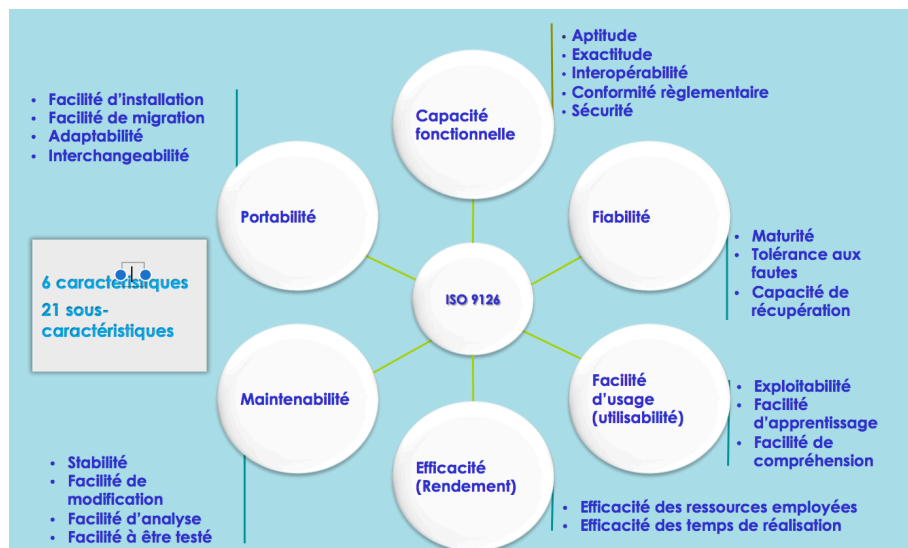 • Aptitude
• Exactitude
• Interopérabilité
• Conformité règlementaire
• Sécurité
Capacité
fonctionnelle
• Facilité d'installation
• Facilité de migration
• Adaptabilité
• Interchangeabilité
Portabilité
Fiabilité
• Maturité
• Tolérance aux
fautes
• Capacité de
récupération
6 caractéristiques
21 sous-
caractéristiques
ISO 9126
Maintenabilité
Facilité
d'usage
(utilisabilité)
• Exploitabilité
• Facilité
d'apprentissage
• Facilité de
compréhension
• Stabilité
• Facilité de
modification
• Facilité d'analyse
• Facilité à être testé
Efficacité
(Rendement)
• Efficacité des ressources employées
• Efficacité des temps de réalisation